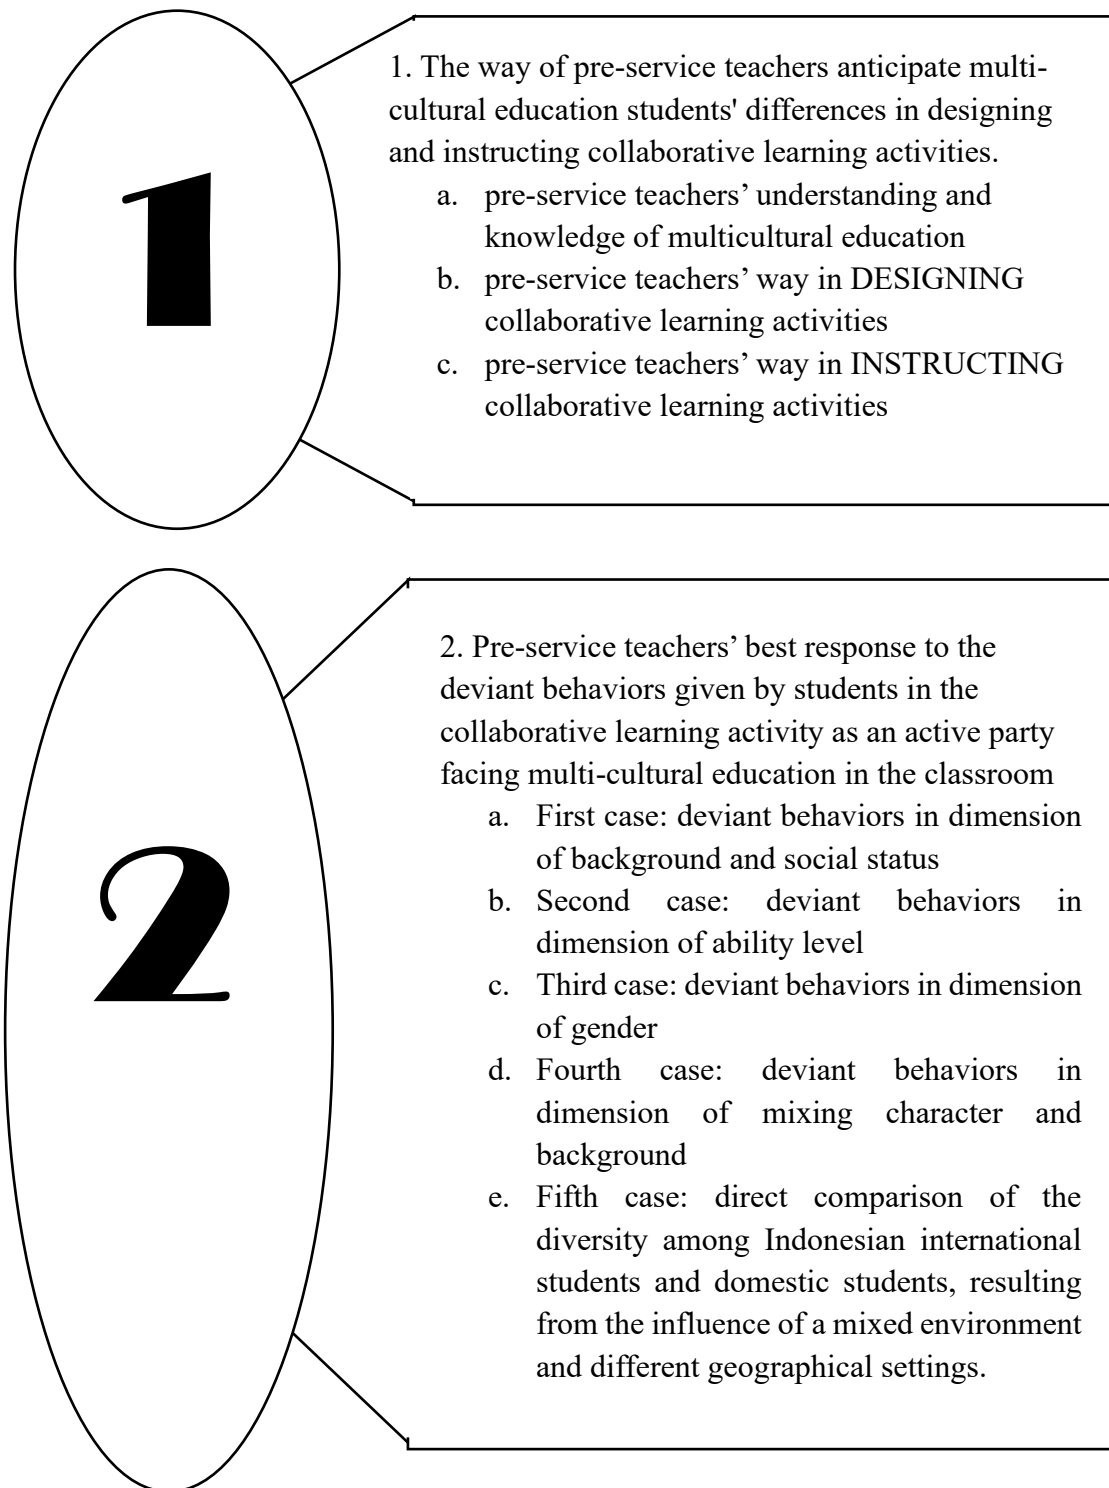 1
1. The way of pre-service teachers anticipate multi-
cultural education students' differences in designing
and instructing collaborative learning activities.
a. pre-service teachers’ understanding and
knowledge of multicultural education
b. pre-service teachers’ way in DESIGNING
collaborative learning activities
c. pre-service teachers’ way in INSTRUCTING
collaborative learning activities
2
2. Pre-service teachers’ best response to the
deviant behaviors given by students in the
collaborative learning activity as an active party
facing multi-cultural education in the classroom
a. First case: deviant behaviors in dimension
of background and social status
b. Second case: deviant behaviors in
dimension of ability level
c. Third case: deviant behaviors in dimension
of gender
d. Fourth case: deviant behaviors in
dimension of mixing character and
background
e. Fifth case: direct comparison of the
diversity among Indonesian international
students and domestic students, resulting
from the influence of a mixed environment
and different geographical settings.